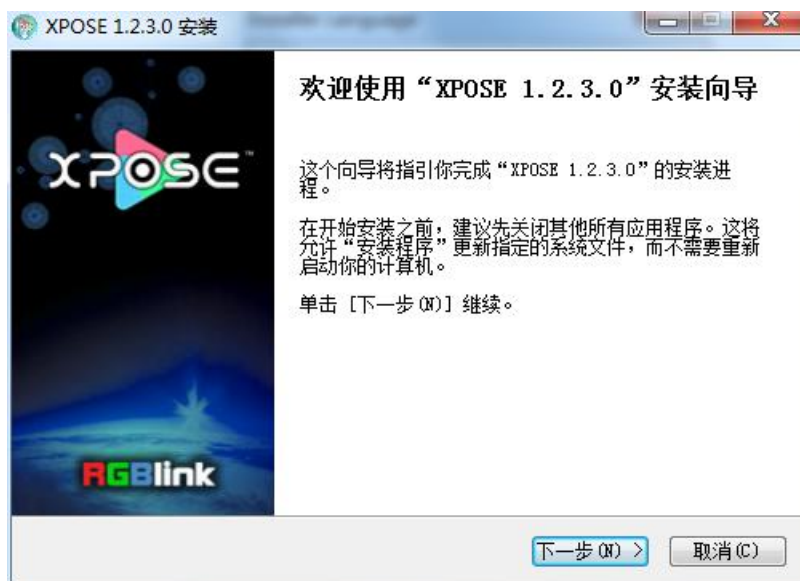 XPOSE 1.2.3.0 安装
XPOSE™
欢迎使用“XPOSE 1.2.3.0”安装向导
这个向导将指引你完成“XPOSE 1.2.3.0”的安装进
程。
在开始安装之前，建议先关闭其他所有应用程序。这将
允许“安装程序”更新指定的系统文件，而不需要重新
启动你的计算机。
单击 [下一步(N)] 继续。
RGBlink
下一步(N) >
取消(C)